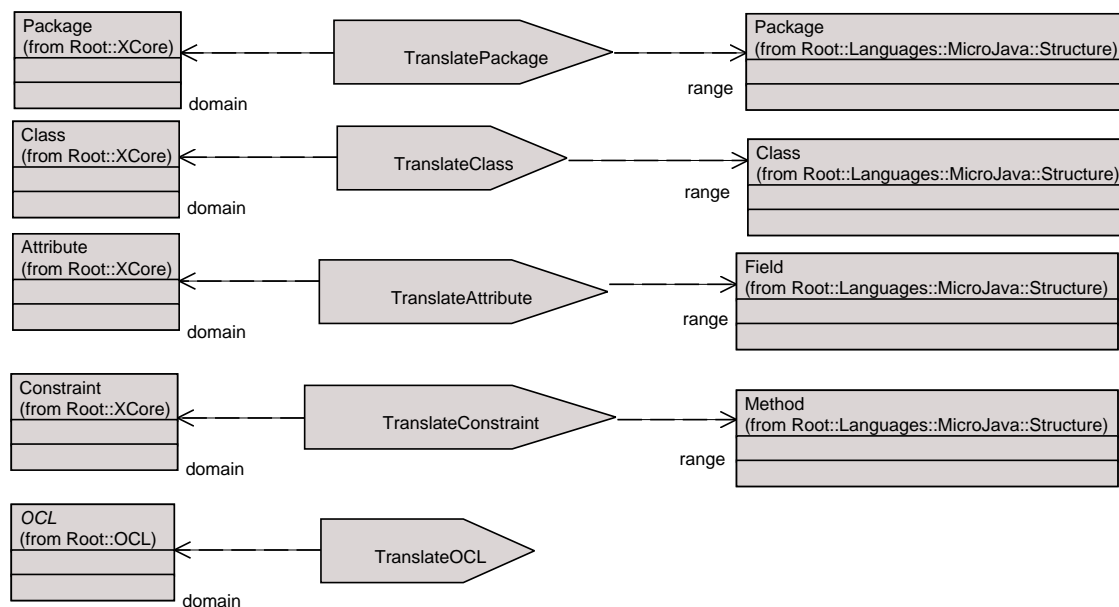 Package
(from Root::XCore)
domain
TranslatePackage
Package
(from Root::Languages::MicroJava::Structure)
range
Class
(from Root::XCore)
domain
TranslateClass
Class
(from Root::Languages::MicroJava::Structure)
range
Attribute
(from Root::XCore)
domain
TranslateAttribute
Field
(from Root::Languages::MicroJava::Structure)
range
Constraint
(from Root::XCore)
domain
TranslateConstraint
Method
(from Root::Languages::MicroJava::Structure)
range
OCL
(from Root::OCL)
domain
TranslateOCL